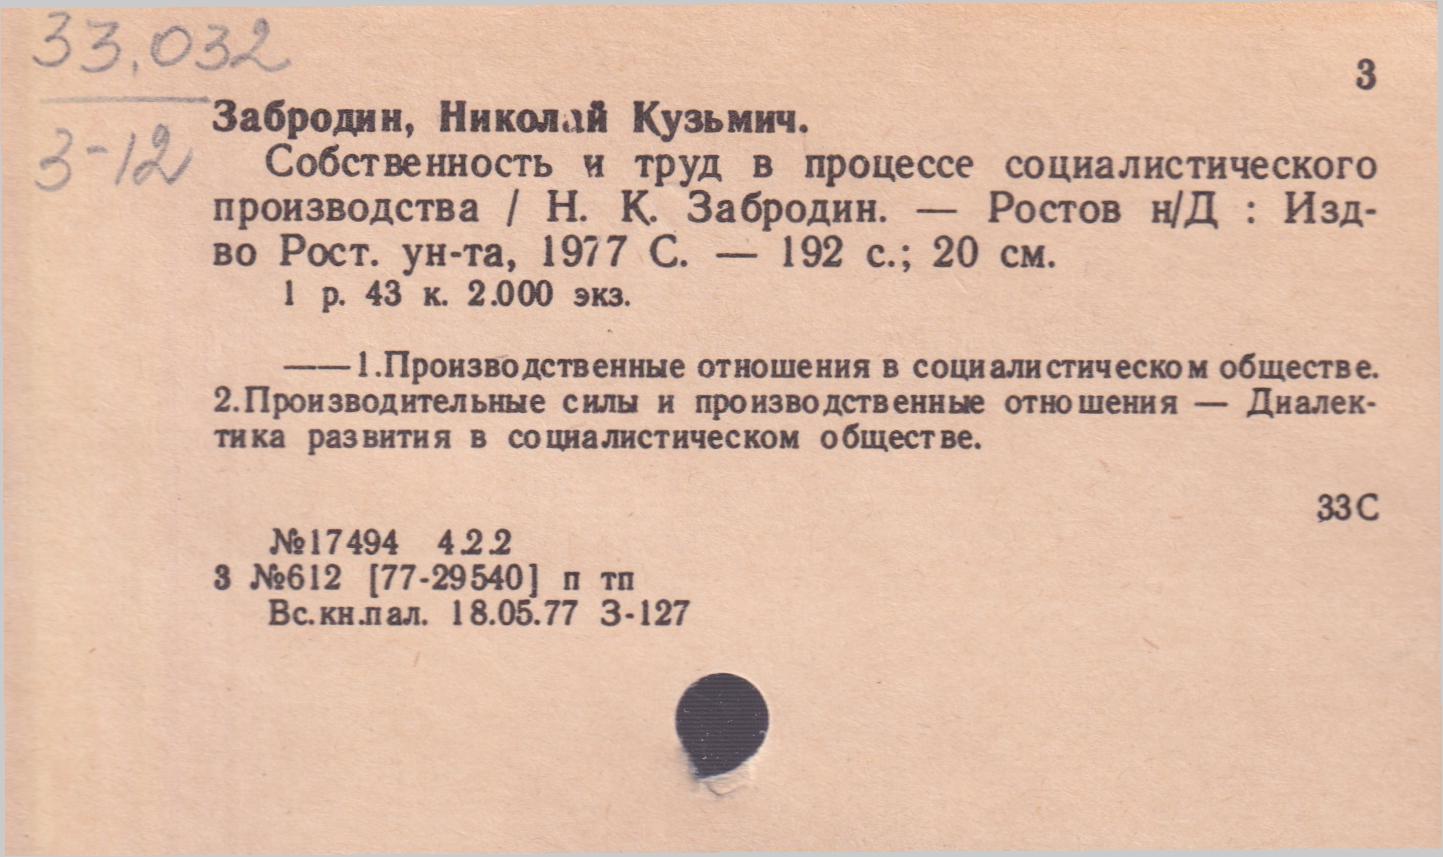 33.032
З-12
3
Забродин, Николай Кузьмич.
Собственность и труд в процессе социалистического
производства / Н. К. Забродин. — Ростов н/Д : Изд-
во Рост. ун-та, 1977 С. — 192 с.; 20 см.
1 р. 43 к. 2.000 экз.
—— 1.Производственные отношения в социалистическом обществе.
2.Производительные силы и производственные отношения — Диалек-
тика развития в социалистическом обществе.
33С
№17494 4.2.2
3 №612 [77-29540] п тп
Вс.кн.пал. 18.05.77 З-127